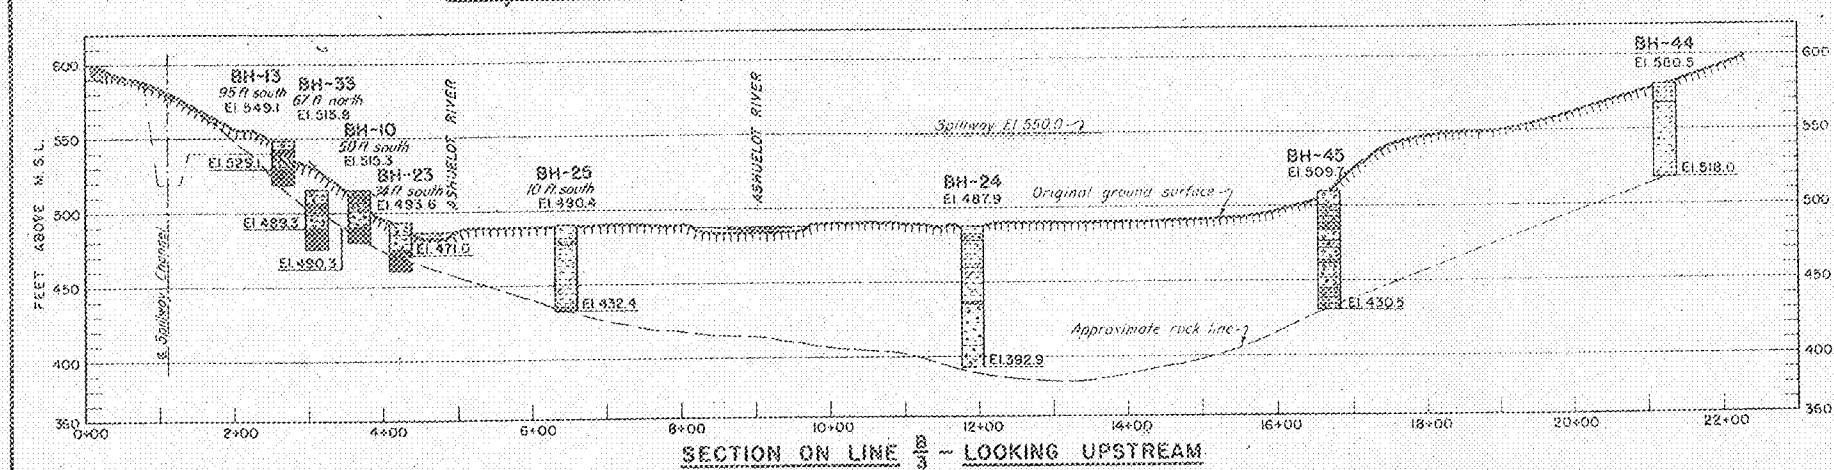 600
550
500
450
400
350
FEET ABOVE M.S.L.
BH-13
95 ft south
El. 549.1
BH-33
67 ft north
El. 515.8
BH-10
50 ft south
El. 515.3
BH-23
El. 493.6
El. 529.1
El. 489.3
El. 490.3
El. 471.0
Spillway Channel
ASHUELOT RIVER
BH-25
10 ft. south
El. 490.4
El. 432.4
ASHUELOT RIVER
Spillway El. 550.0
BH-24
El. 487.9
El. 392.9
Original ground surface
Approximate rock line
BH-45
El. 509.7
El. 430.5
BH-44
El. 580.5
El. 518.0
600
550
500
450
400
350
0+00
2+00
4+00
6+00
8+00
10+00
12+00
14+00
16+00
18+00
20+00
22+00
SECTION ON LINE B/3 ~ LOOKING UPSTREAM